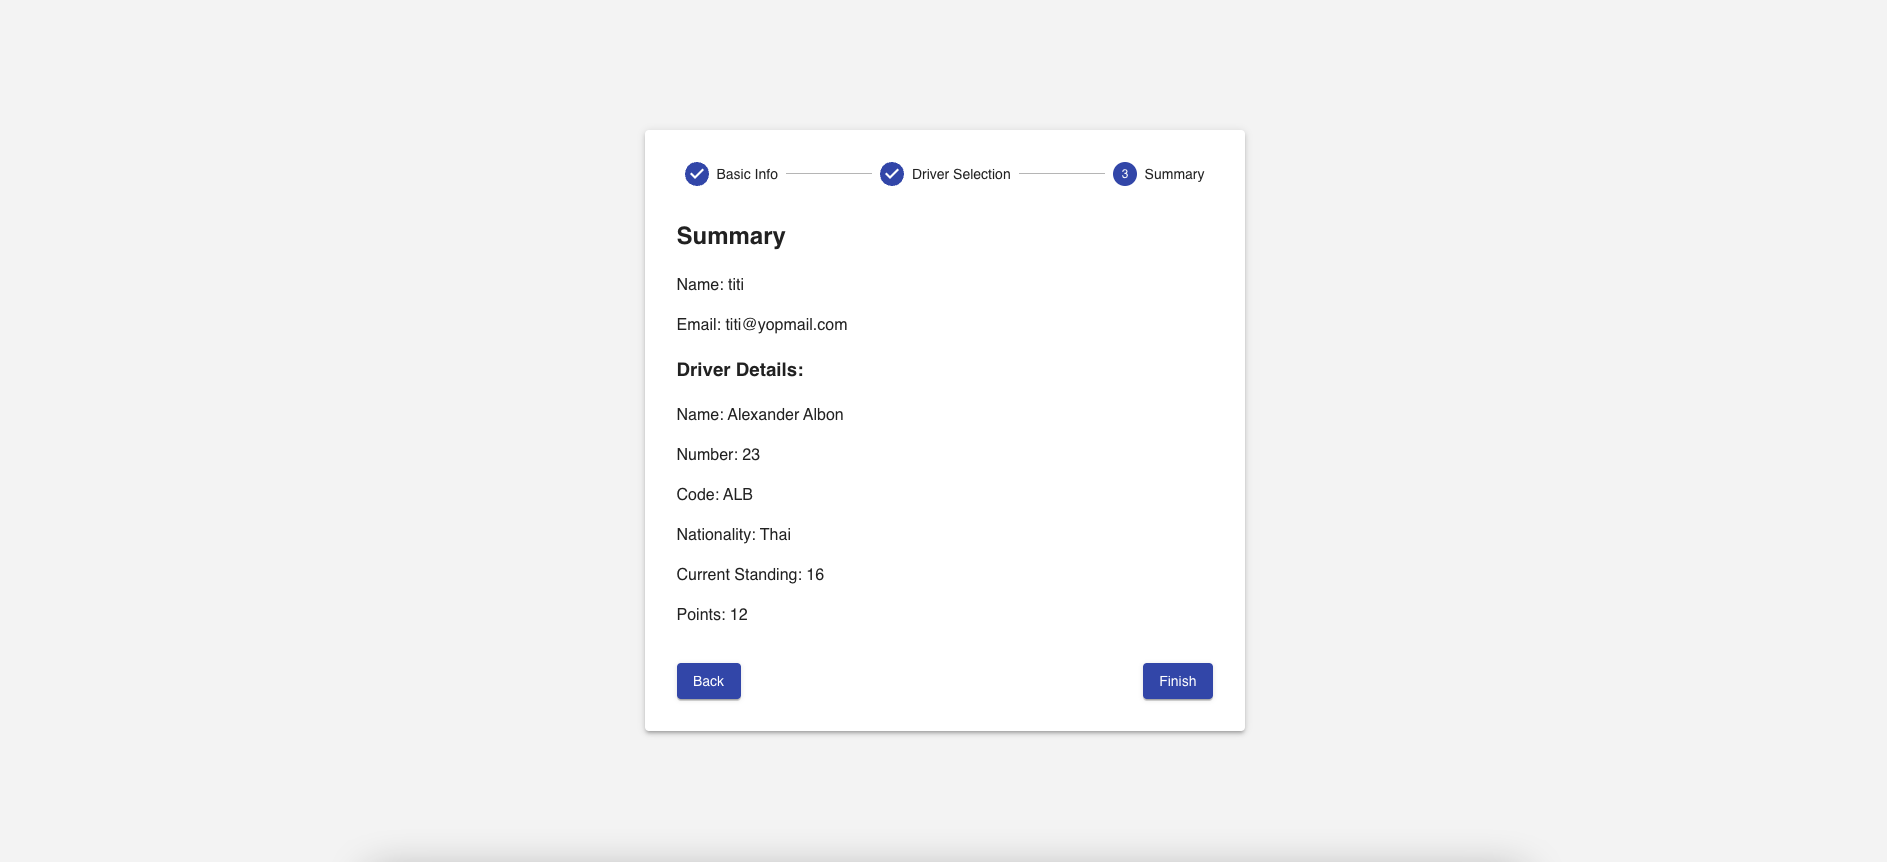 Basic Info
Driver Selection
3 Summary
Summary
Name: titi
Email: titi@yopmail.com
Driver Details:
Name: Alexander Albon
Number: 23
Code: ALB
Nationality: Thai
Current Standing: 16
Points: 12
Back
Finish